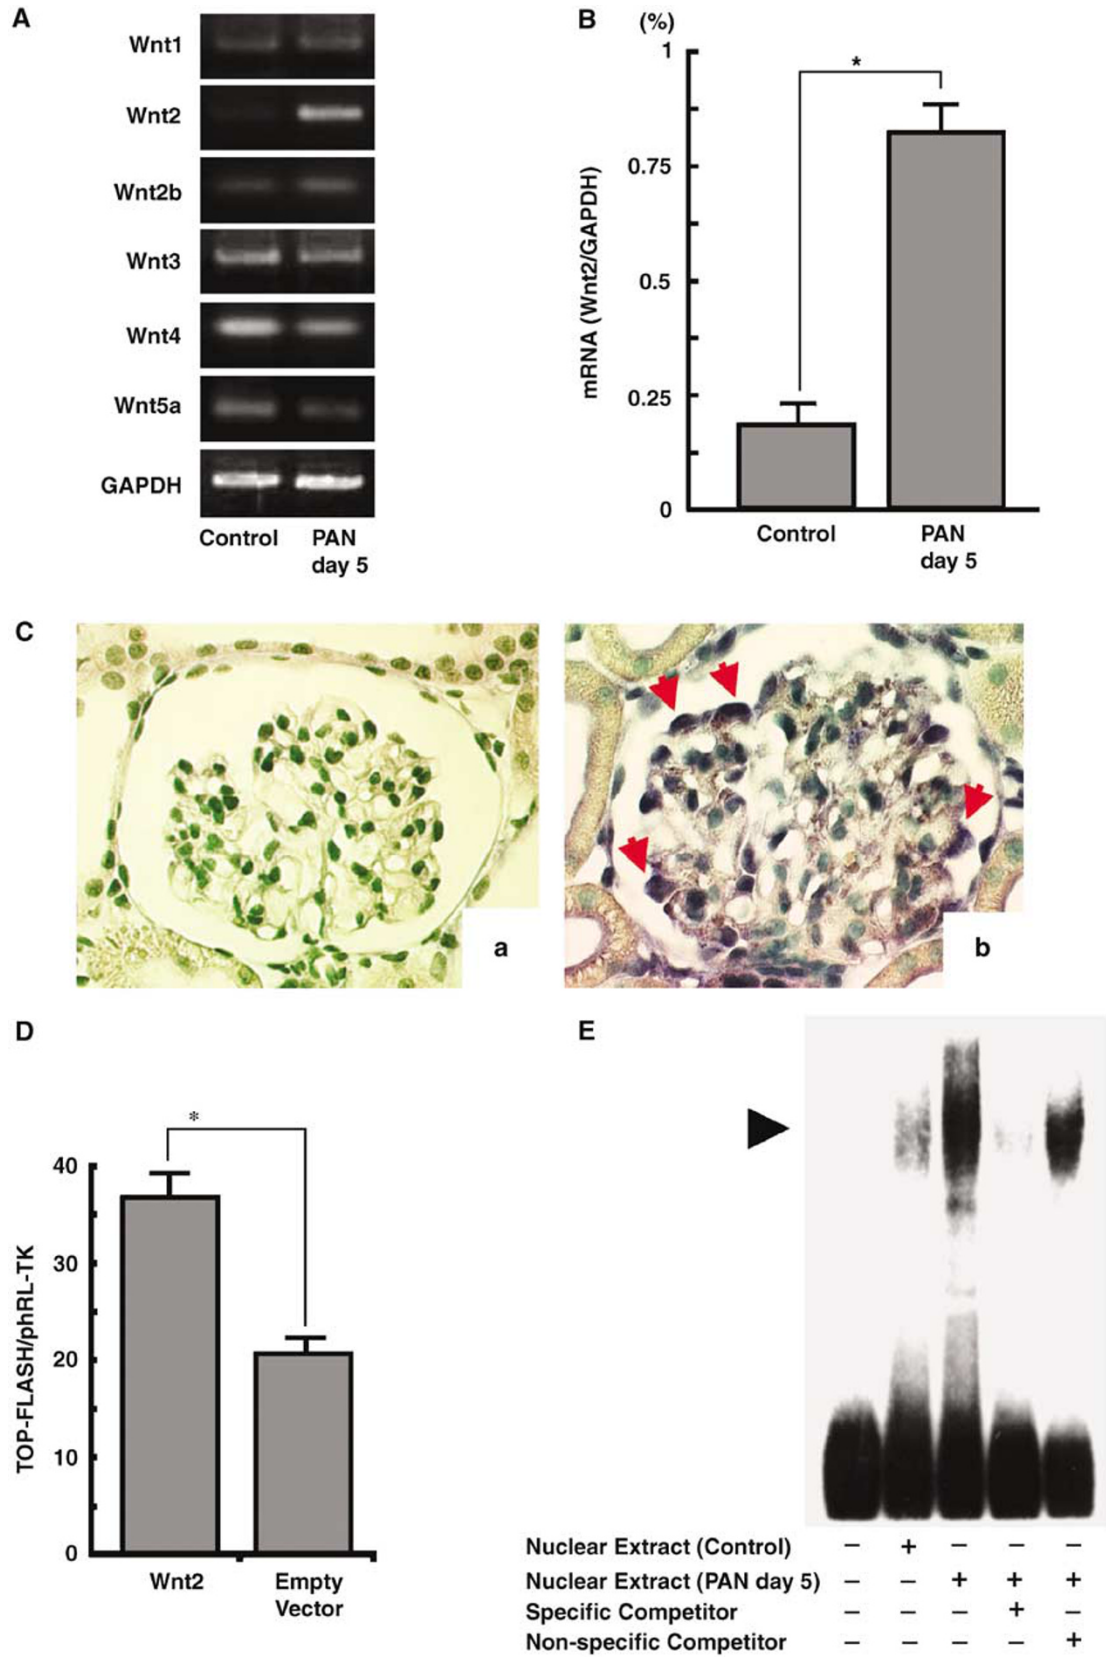 A
Wnt1
Wnt2
Wnt2b
Wnt3
Wnt4
Wnt5a
GAPDH
Control PAN
day 5
B (%)
1
*
0.75
0.5
0.25
0
mRNA (Wnt2/GAPDH)
Control PAN
day 5
C
a
b
D
*
40
30
20
10
0
TOP-FLASH/phRL-TK
Wnt2 Empty
Vector
E
Nuclear Extract (Control) − + − − −
Nuclear Extract (PAN day 5) − − + + +
Specific Competitor − − − + −
Non-specific Competitor − − − − +